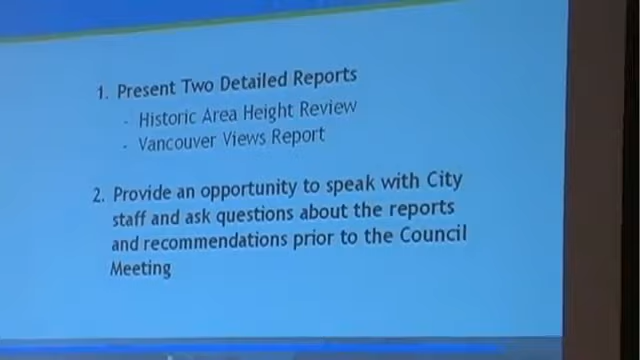 1. Present Two Detailed Reports
- Historic Area Height Review
- Vancouver Views Report
2. Provide an opportunity to speak with City
staff and ask questions about the reports
and recommendations prior to the Council
Meeting